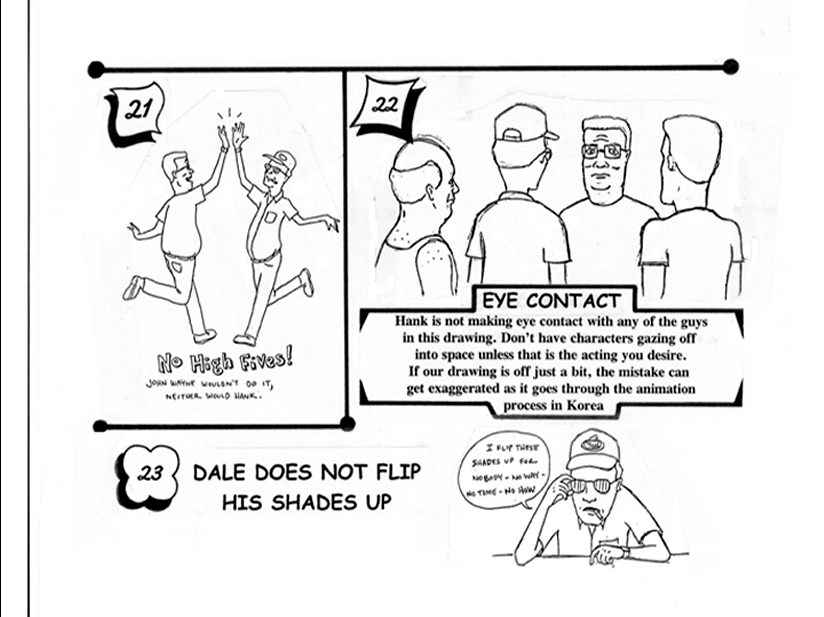 21
No High Fives!
JOHN WAYNE WOULDN'T DO IT,
NEITHER WOULD HANK.
22
EYE CONTACT
Hank is not making eye contact with any of the guys
in this drawing. Don't have characters gazing off
into space unless that is the acting you desire.
If our drawing is off just a bit, the mistake can
get exaggerated as it goes through the animation
process in Korea
23
DALE DOES NOT FLIP
HIS SHADES UP
I FLIP THESE
SHADES UP FOR
NOBODY - NO WAY -
NO TIME - NO HOW